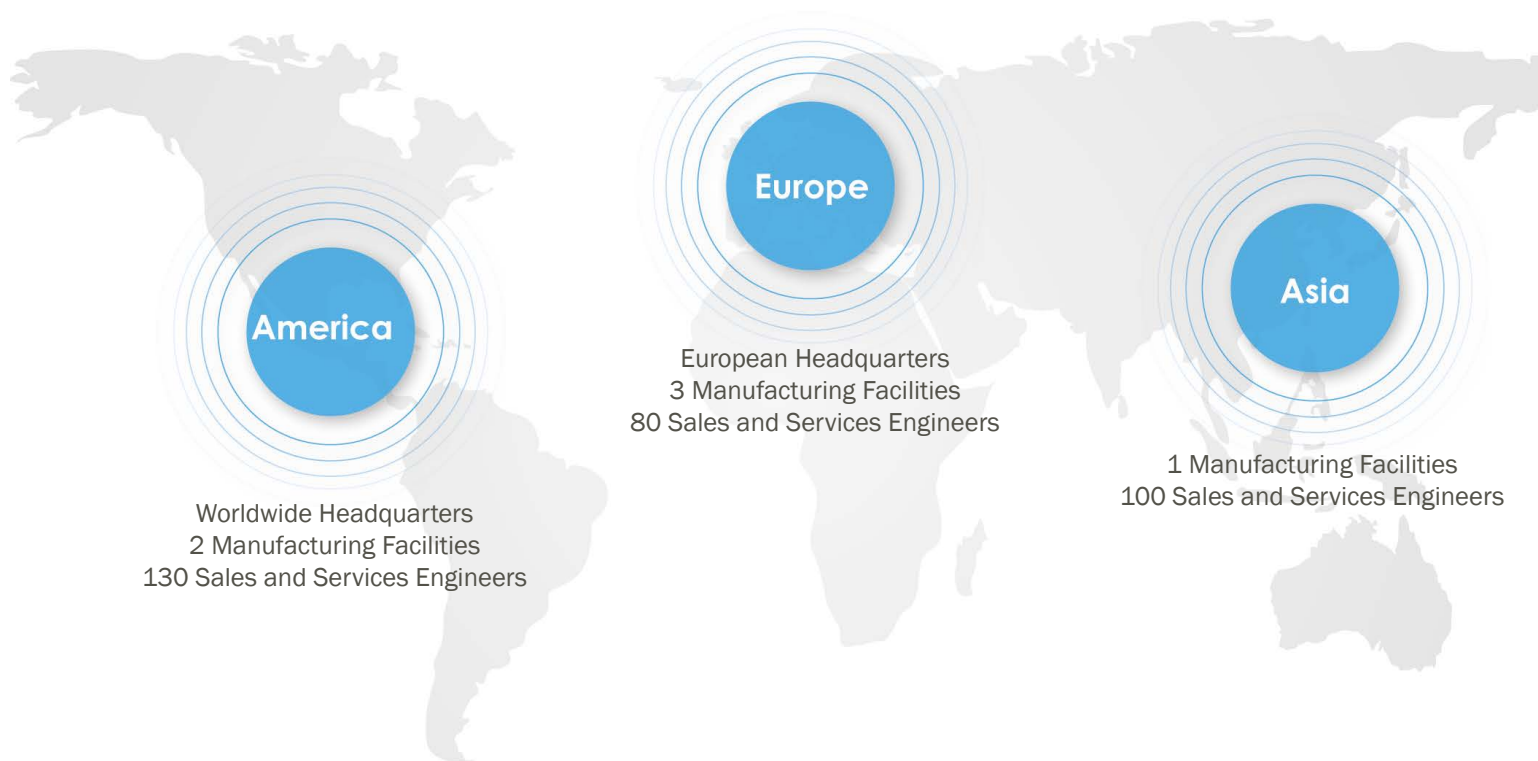 America
Worldwide Headquarters
2 Manufacturing Facilities
130 Sales and Services Engineers
Europe
European Headquarters
3 Manufacturing Facilities
80 Sales and Services Engineers
Asia
1 Manufacturing Facilities
100 Sales and Services Engineers